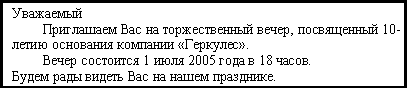 Уважаемый
Приглашаем Вас на торжественный вечер, посвященный 10-
летию основания компании «Геркулес».
Вечер состоится 1 июля 2005 года в 18 часов.
Будем рады видеть Вас на нашем празднике.